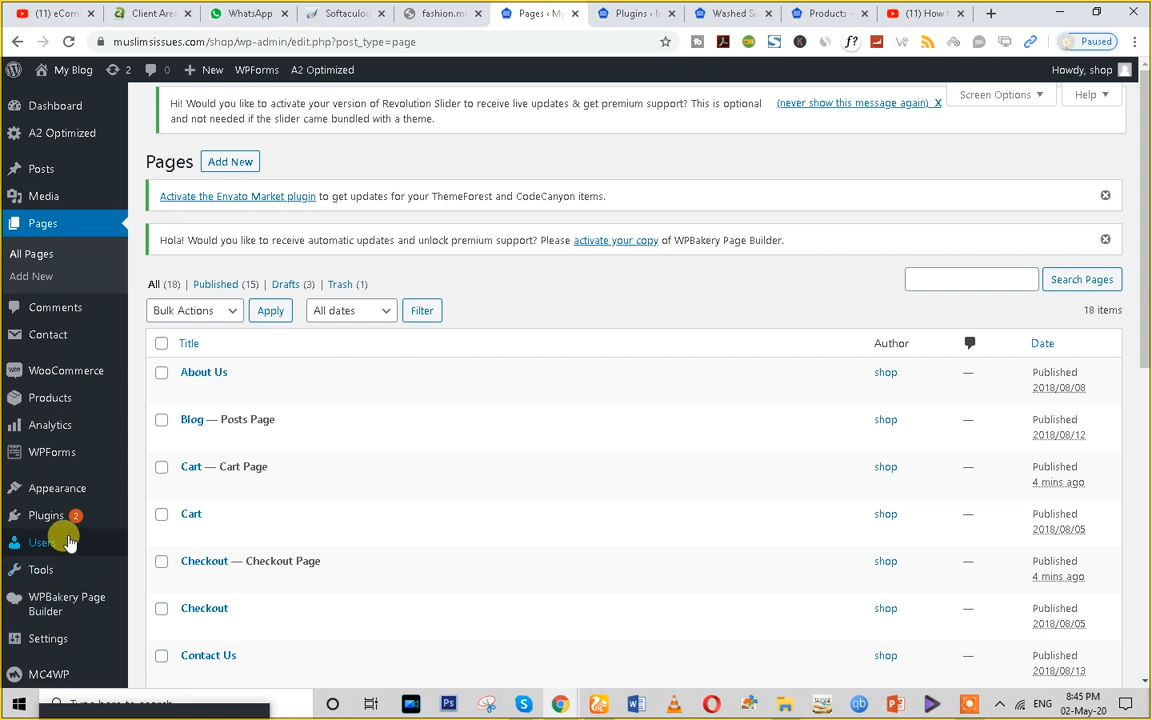 (11) eCom
Client Area
WhatsApp
Softaculou
fashion.m
Pages ‹ My
Plugins ‹ M
Washed Su
Products –
(11) How t
muslimsissues.com/shop/wp-admin/edit.php?post_type=page
Paused
My Blog
2
0
New
WPForms
A2 Optimized
Howdy, shop
Dashboard
A2 Optimized
Posts
Media
Pages
All Pages
Add New
Comments
Contact
WooCommerce
Products
Analytics
WPForms
Appearance
Plugins 2
Users
Tools
WPBakery Page
Builder
Settings
MC4WP
Hi! Would you like to activate your version of Revolution Slider to receive live updates & get premium support? This is optional
and not needed if the slider came bundled with a theme.
(never show this message again) X
Screen Options
Help
Pages
Add New
Activate the Envato Market plugin to get updates for your ThemeForest and CodeCanyon items.
Hola! Would you like to receive automatic updates and unlock premium support? Please activate your copy of WPBakery Page Builder.
All (18) | Published (15) | Drafts (3) | Trash (1)
Search Pages
Bulk Actions
Apply
All dates
Filter
18 items
Title
Author
Date
About Us
shop
—
Published
2018/08/08
Blog — Posts Page
shop
—
Published
2018/08/12
Cart — Cart Page
shop
—
Published
4 mins ago
Cart
shop
—
Published
2018/08/05
Checkout — Checkout Page
shop
—
Published
4 mins ago
Checkout
shop
—
Published
2018/08/05
Contact Us
shop
—
Published
2018/08/13
ENG
8:45 PM
02-May-20